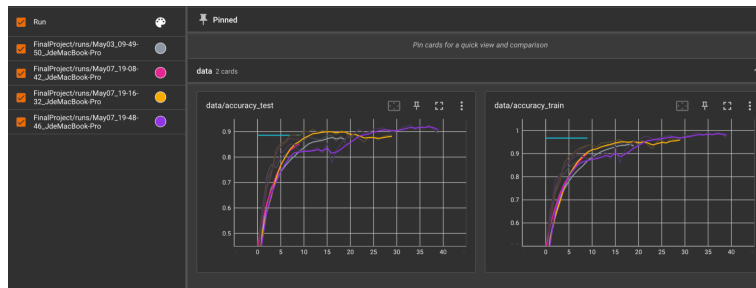 Run
FinalProject/runs/May03_09-49-
50_JdeMacBook-Pro
FinalProject/runs/May07_19-08-
42_JdeMacBook-Pro
FinalProject/runs/May07_19-16-
32_JdeMacBook-Pro
FinalProject/runs/May07_19-48-
46_JdeMacBook-Pro
Pinned
Pin cards for a quick view and comparison
data 2 cards
data/accuracy_test
0.9
0.8
0.7
0.6
0.5
0 5 10 15 20 25 30 35 40
data/accuracy_train
1
0.9
0.8
0.7
0.6
0 5 10 15 20 25 30 35 40